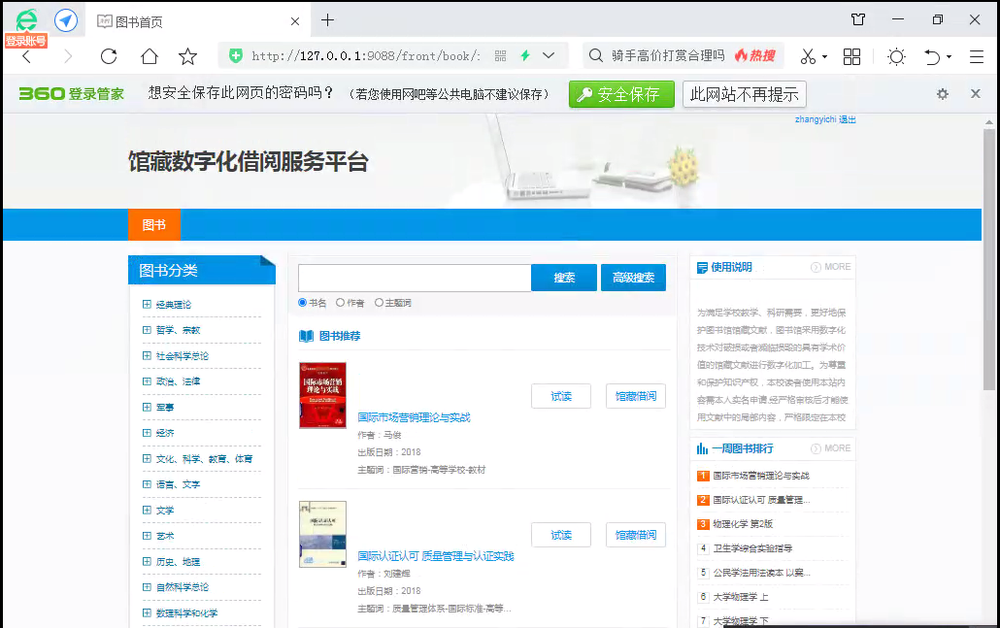 图书首页
登录账号
http://127.0.0.1:9088/front/book/:
骑手高价打赏合理吗 热搜
360登录管家 想安全保存此网页的密码吗？（若您使用网吧等公共电脑不建议保存） 安全保存 此网站不再提示
zhangyichi 退出
馆藏数字化借阅服务平台
图书
图书分类
经典理论
哲学、宗教
社会科学总论
政治、法律
军事
经济
文化、科学、教育、体育
语言、文字
文学
艺术
历史、地理
自然科学总论
数理科学和化学
搜索 高级搜索
书名 作者 主题词
图书推荐
国际市场营销
理论与实战
试读 馆藏借阅
国际市场营销理论与实战
作者：马俊
出版日期：2018
主题词：国际营销-高等学校-教材
国际认证认可
试读 馆藏借阅
国际认证认可 质量管理与认证实践
作者：刘建辉
出版日期：2018
主题词：质量管理体系-国际标准-高等...
使用说明 MORE
为满足学校教学、科研需要，更好地保
护图书馆馆藏文献，图书馆采用数字化
技术对破损或者濒临损毁的具有学术价
值的馆藏文献进行数字化加工。为尊重
和保护知识产权，本校读者使用本站内
容需本人实名申请,经严格审核后才能使
用文献中的局部内容，严格限定在本校
一周图书排行 MORE
1 国际市场营销理论与实战
2 国际认证认可 质量管理...
3 物理化学 第2版
4 卫生学综合实验指导
5 公民学法用法读本 以案...
6 大学物理学 上
7 大学物理学 下